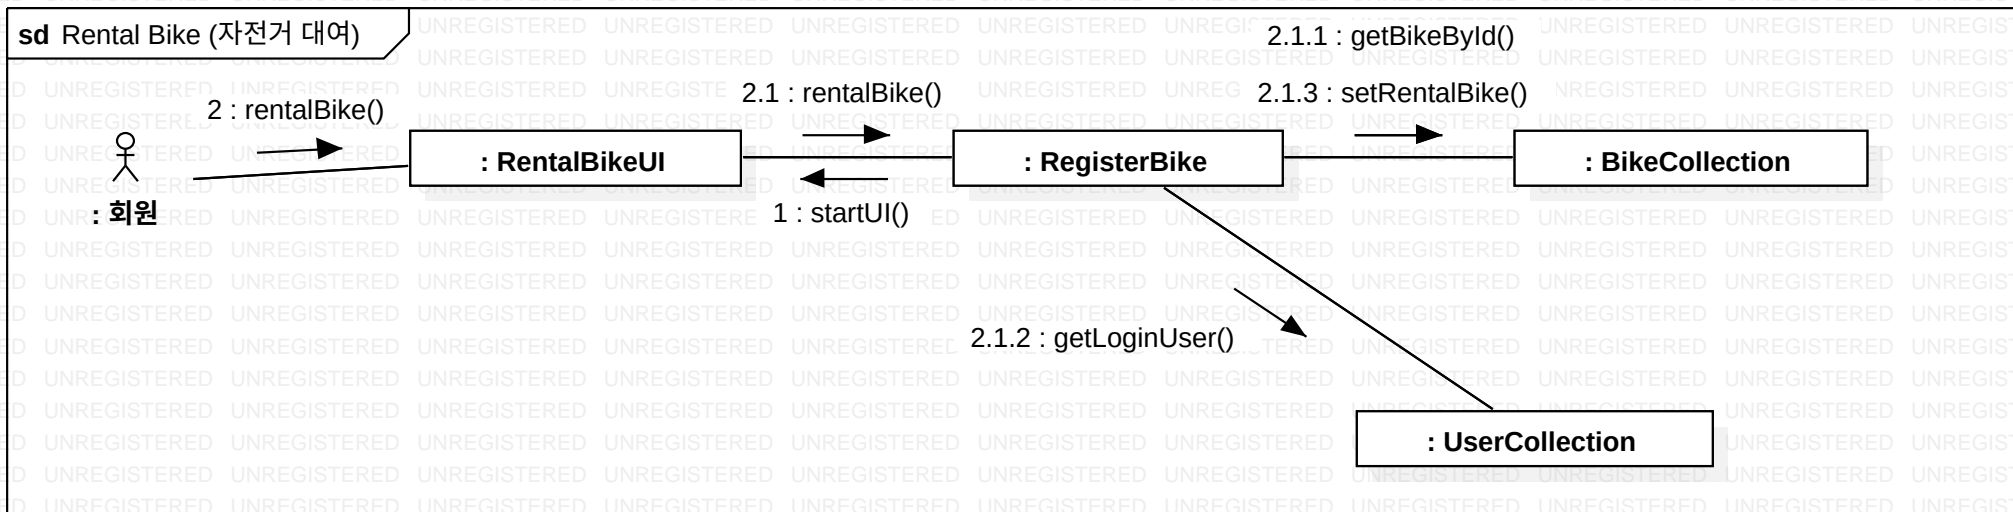 sd Rental Bike (자전거 대여)
2.1.1 : getBikeById()
2 : rentalBike()
2.1 : rentalBike()
2.1.3 : setRentalBike()
: RentalBikeUI
: RegisterBike
: BikeCollection
: 회원
1 : startUI()
2.1.2 : getLoginUser()
: UserCollection
UNREGISTERED